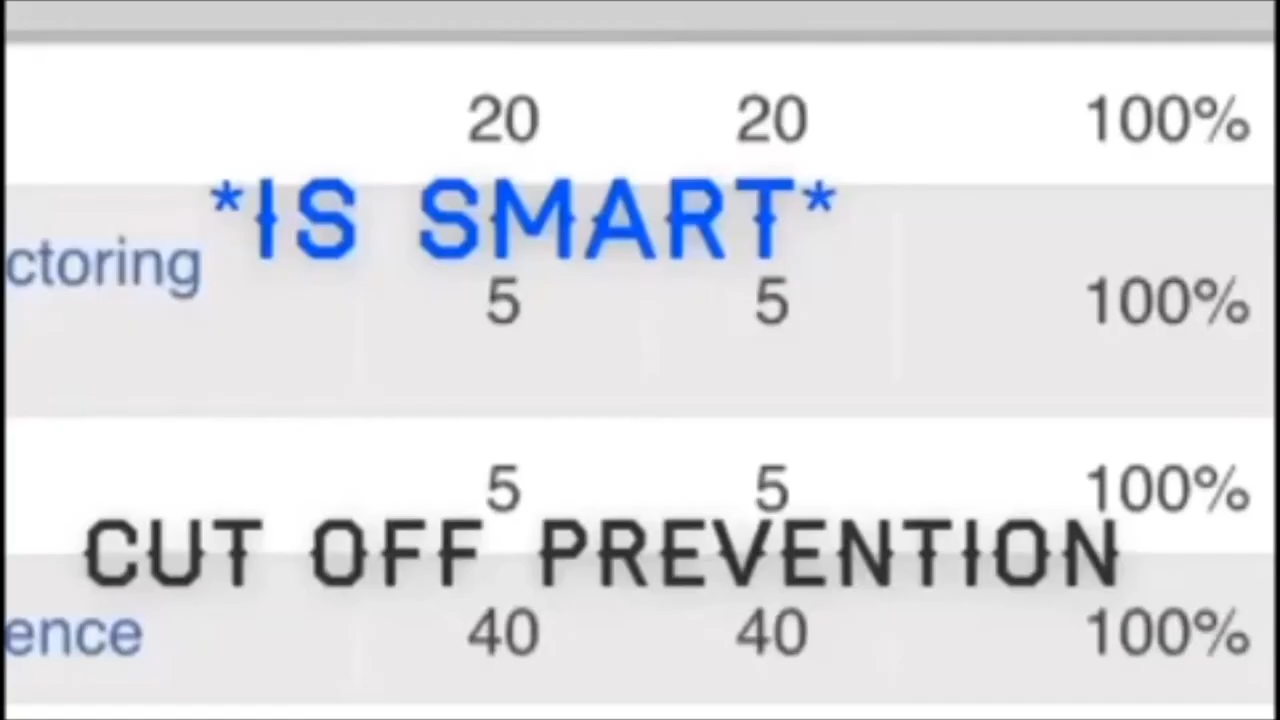 20 20 100%
*IS SMART*
ctoring
5 5 100%
5 5 100%
CUT OFF PREVENTION
ence 40 40 100%